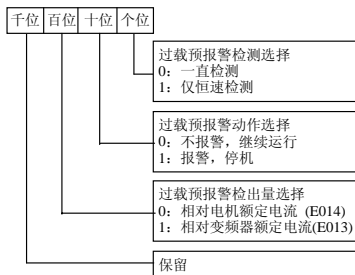 千位 百位 十位 个位
过载预报警检测选择
0：一直检测
1：仅恒速检测
过载预报警动作选择
0：不报警，继续运行
1：报警，停机
过载预报警检出量选择
0：相对电机额定电流 (E014)
1：相对变频器额定电流(E013)
保留